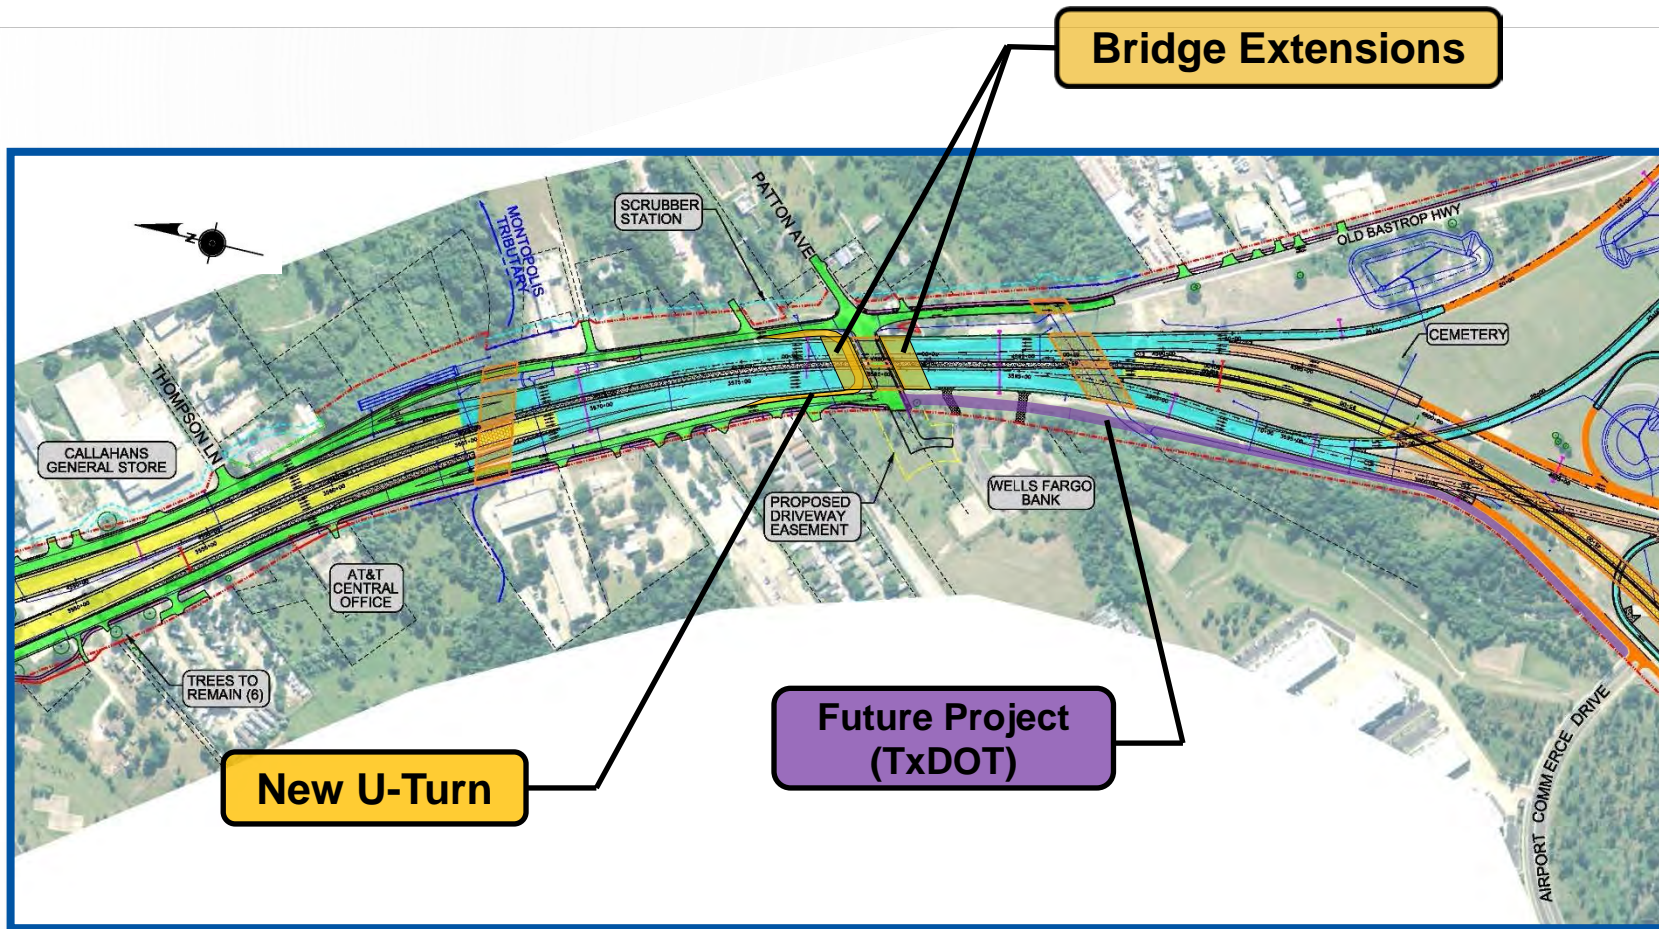 Bridge Extensions
SCRUBBER
STATION
PATTON AVE
MONTOPOLIS
TRIBUTARY
N
OLD BASTROP HWY
CEMETERY
THOMPSON LN
CALLAHANS
GENERAL STORE
WELLS FARGO
BANK
PROPOSED
DRIVEWAY
EASEMENT
AT&T
CENTRAL
OFFICE
TREES TO
REMAIN (6)
Future Project
(TxDOT)
New U-Turn
AIRPORT COMMERCE DRIVE